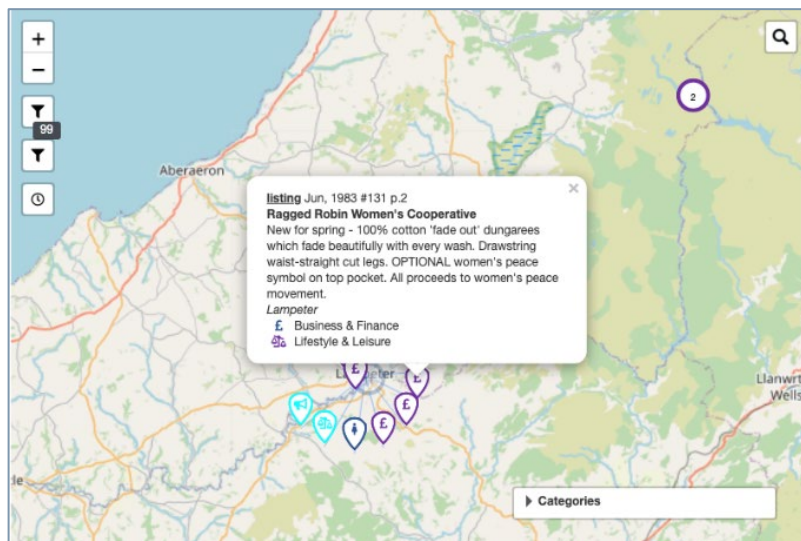 +
−
99
2
Aberaeron
×
listing Jun, 1983 #131 p.2
Ragged Robin Women's Cooperative
New for spring - 100% cotton 'fade out' dungarees
which fade beautifully with every wash. Drawstring
waist-straight cut legs. OPTIONAL women's peace
symbol on top pocket. All proceeds to women's peace
movement.
Lampeter
£ Business & Finance
Lifestyle & Leisure
£
Lampeter
£
£
£
Llanwrt
Wells
le
Categories